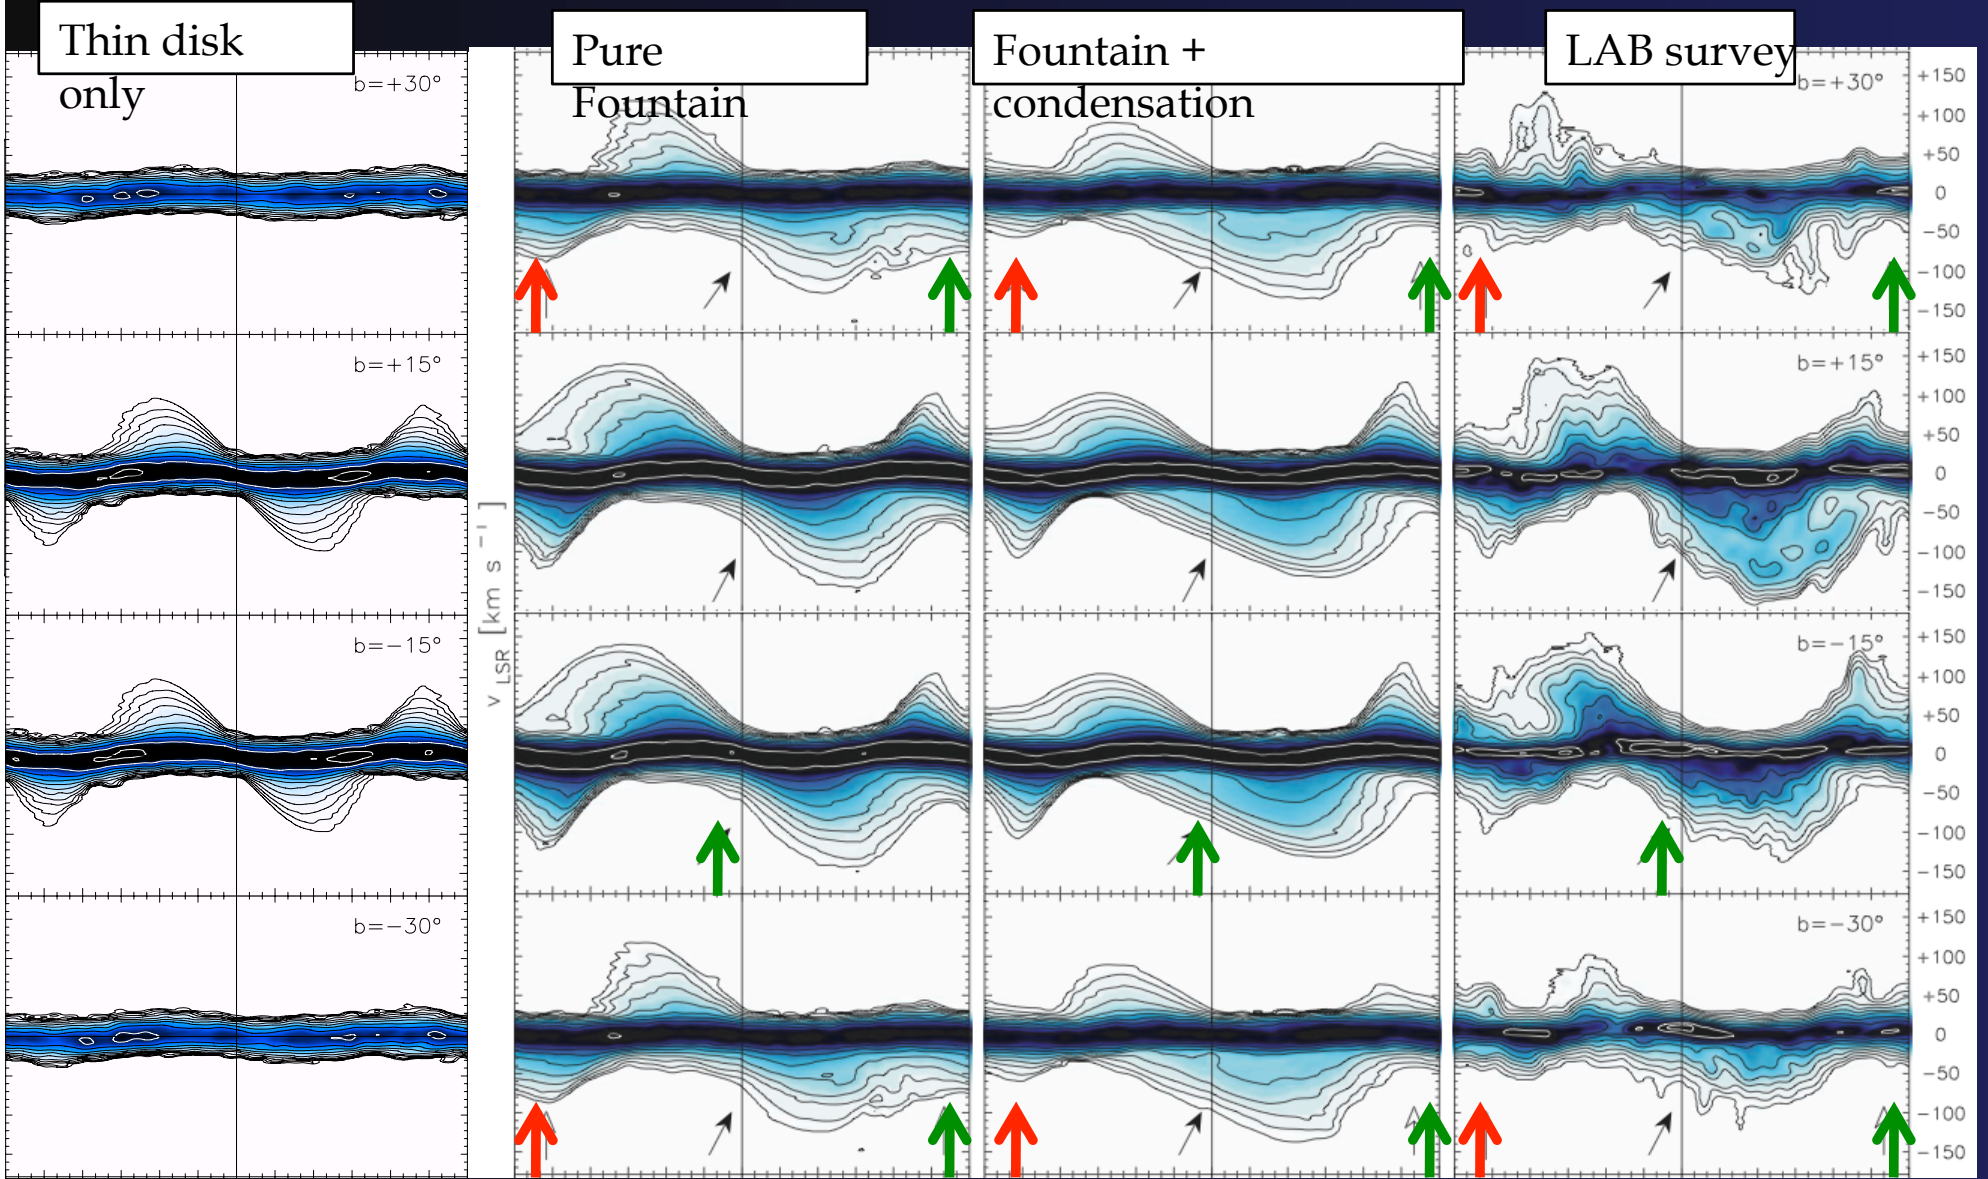 Thin disk
only
Pure
Fountain
Fountain +
condensation
LAB survey
b=+30°
b=+30°
+150
+100
+50
0
−50
−100
−150
b=+15°
b=+15°
+150
+100
+50
0
−50
−100
−150
v LSR [km s −1]
b=−15°
b=−15°
+150
+100
+50
0
−50
−100
−150
b=−30°
b=−30°
+150
+100
+50
0
−50
−100
−150